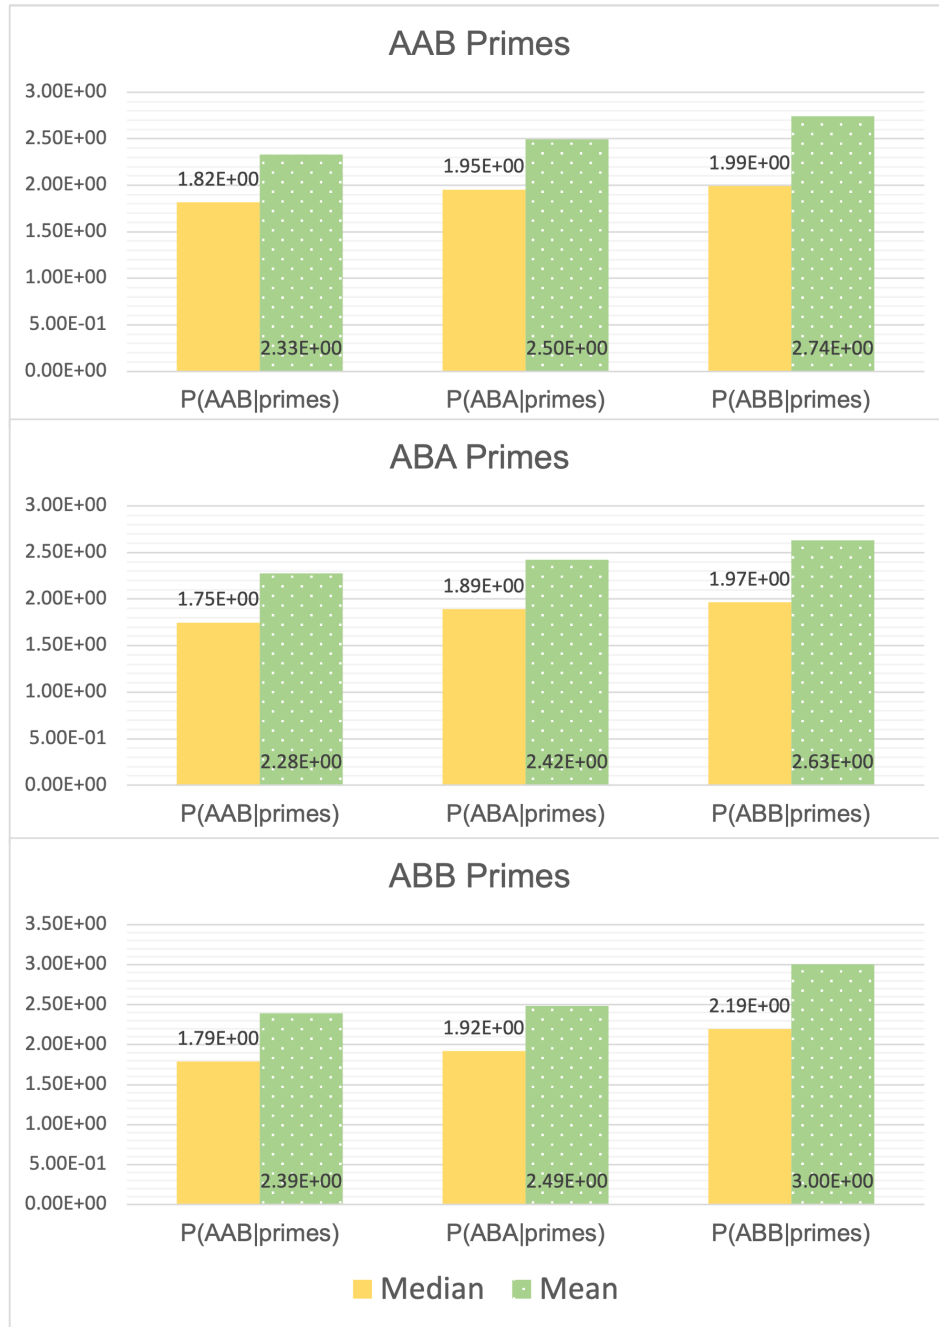 AAB Primes
3.00E+00
2.50E+00
2.00E+00
1.50E+00
1.00E+00
5.00E-01
0.00E+00
1.82E+00
1.95E+00
1.99E+00
2.33E+00
2.50E+00
2.74E+00
P(AAB|primes)
P(ABA|primes)
P(ABB|primes)
ABA Primes
3.00E+00
2.50E+00
2.00E+00
1.50E+00
1.00E+00
5.00E-01
0.00E+00
1.75E+00
1.89E+00
1.97E+00
2.28E+00
2.42E+00
2.63E+00
P(AAB|primes)
P(ABA|primes)
P(ABB|primes)
ABB Primes
3.50E+00
3.00E+00
2.50E+00
2.00E+00
1.50E+00
1.00E+00
5.00E-01
0.00E+00
1.79E+00
1.92E+00
2.19E+00
2.39E+00
2.49E+00
3.00E+00
P(AAB|primes)
P(ABA|primes)
P(ABB|primes)
Median
Mean